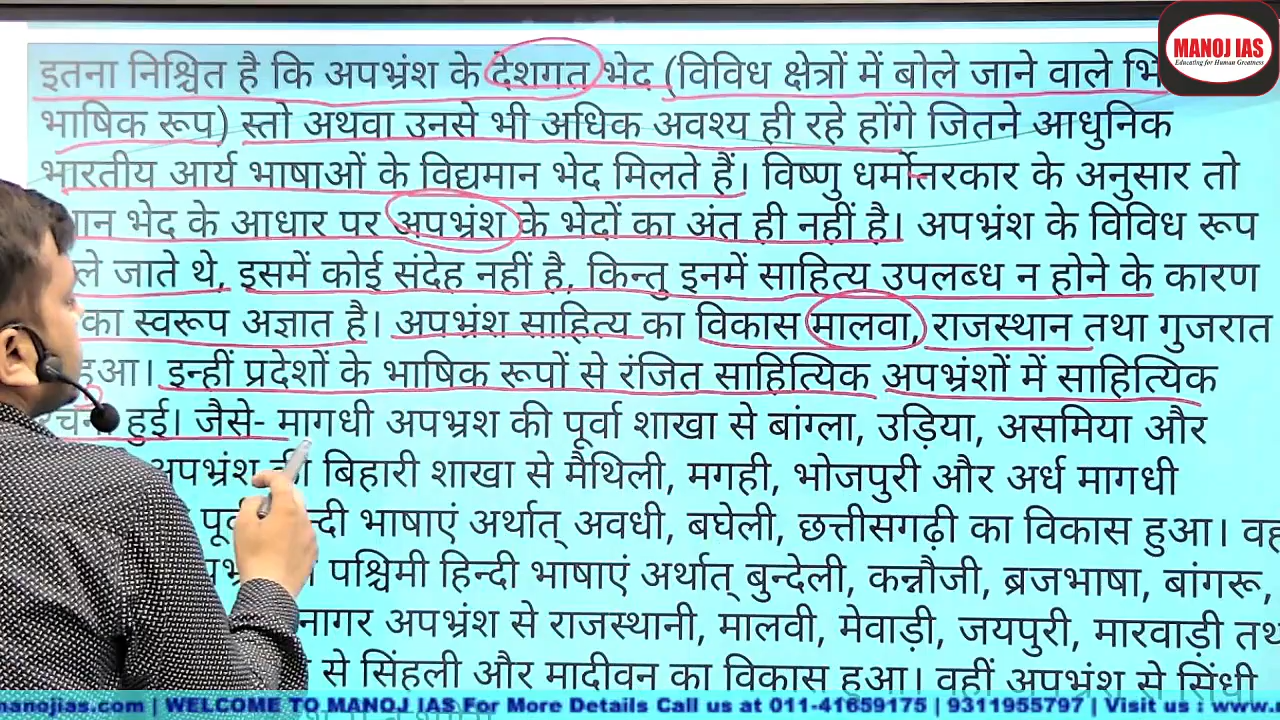 इतना निश्चित है कि अपभ्रंश के देशगत भेद (विविध क्षेत्रों में बोले जाने वाले
भाषिक रूप) स्तो अथवा उनसे भी अधिक अवश्य ही रहे होंगे जितने आधुनिक
भारतीय आर्य भाषाओं के विद्यमान भेद मिलते हैं। विष्णु धर्मोत्तरकार के अनुसार तो
भेद के आधार पर अपभ्रंश के भेदों का अंत ही नहीं है। अपभ्रंश के विविध रूप
जाते थे, इसमें कोई संदेह नहीं है, किन्तु इनमें साहित्य उपलब्ध न होने के कारण
का स्वरूप अज्ञात है। अपभ्रंश साहित्य का विकास मालवा, राजस्थान तथा गुजरात
हुआ। इन्हीं प्रदेशों के भाषिक रूपों से रंजित साहित्यिक अपभ्रंशों में साहित्यिक
रचना हुई। जैसे- मागधी अपभ्रश की पूर्वा शाखा से बांग्ला, उड़िया, असमिया और
अपभ्रंश की बिहारी शाखा से मैथिली, मगही, भोजपुरी और अर्ध मागधी
भाषाएं अर्थात् अवधी, बघेली, छत्तीसगढ़ी का विकास हुआ।
पश्चिमी हिन्दी भाषाएं अर्थात् बुन्देली, कन्नौजी, ब्रजभाषा, बांगरू,
नागर अपभ्रंश से राजस्थानी, मालवी, मेवाड़ी, जयपुरी, मारवाड़ी
से सिंहली और मादीवन का विकास हुआ। वहीं अपभ्रंश से सिंधी
MANOJ IAS
Educating for Human Greatness
manojias.com | WELCOME TO MANOJ IAS For More Details Call us at 011-41659175 | 9311955797 | Visit us : www.